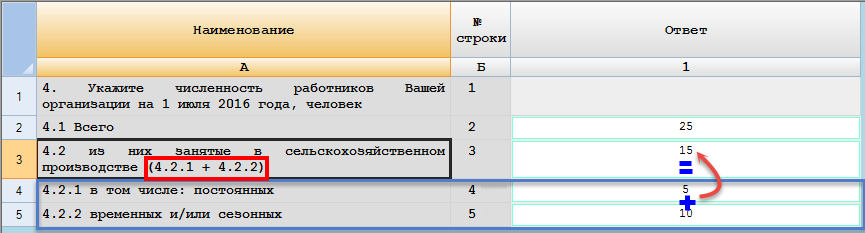 Наименование № строки Ответ
А Б 1
1 4. Укажите численность работников Вашей 1
организации на 1 июля 2016 года, человек
2 4.1 Всего 2 25
3 4.2 из них занятые в сельскохозяйственном 3 15
производстве (4.2.1 + 4.2.2) =
4 4.2.1 в том числе: постоянных 4 5
+
5 4.2.2 временных и/или сезонных 5 10